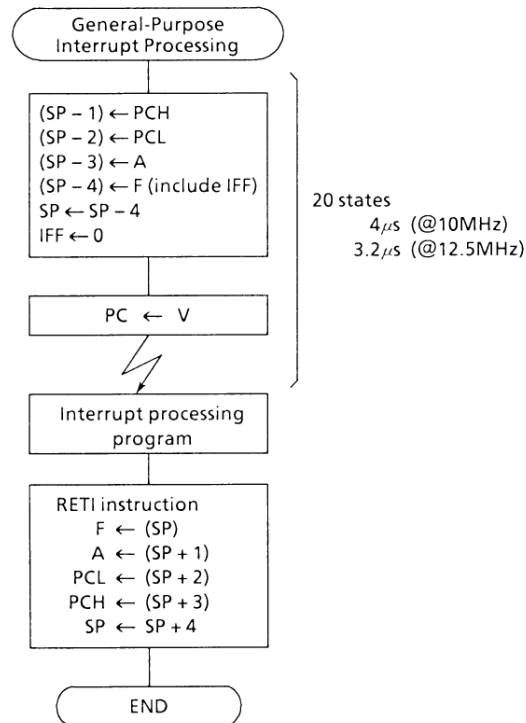 General-Purpose
Interrupt Processing
(SP – 1) ← PCH
(SP – 2) ← PCL
(SP – 3) ← A
(SP – 4) ← F (include IFF)
SP ← SP – 4
IFF ← 0
20 states
4μs (@10MHz)
3.2μs (@12.5MHz)
PC ← V
Interrupt processing
program
RETI instruction
F ← (SP)
A ← (SP + 1)
PCL ← (SP + 2)
PCH ← (SP + 3)
SP ← SP + 4
END